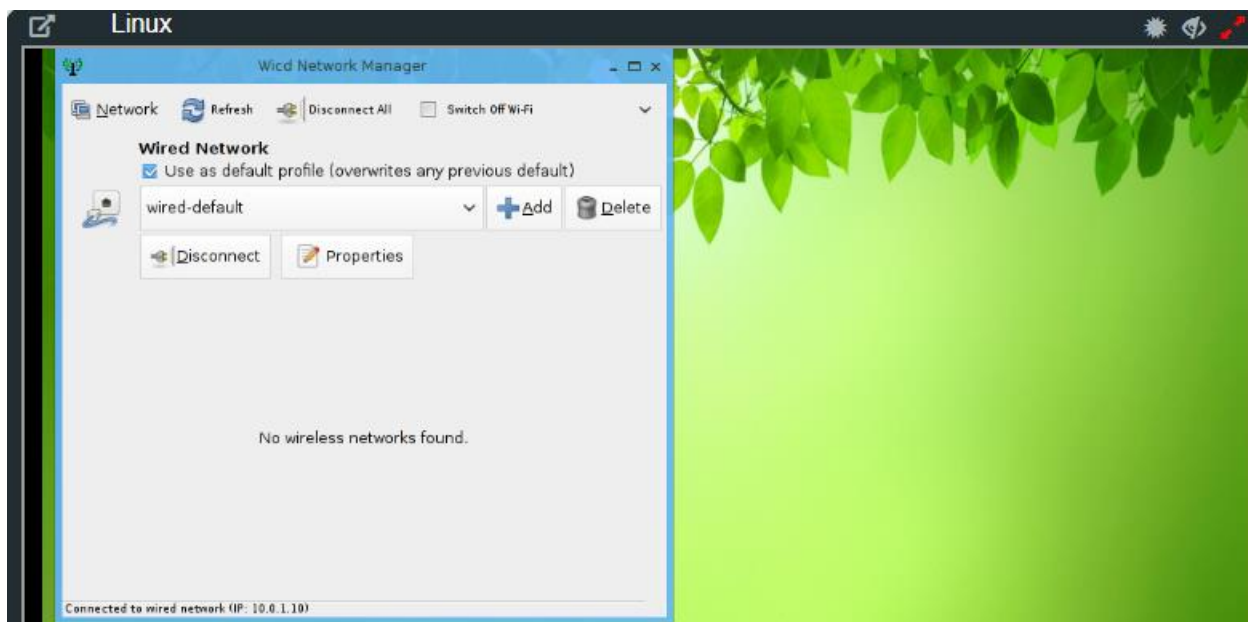 Linux
Wicd Network Manager
Network Refresh Disconnect All Switch Off Wi-Fi
Wired Network
Use as default profile (overwrites any previous default)
wired-default Add Delete
Disconnect Properties
No wireless networks found.
Connected to wired network (IP: 10.0.1.10)